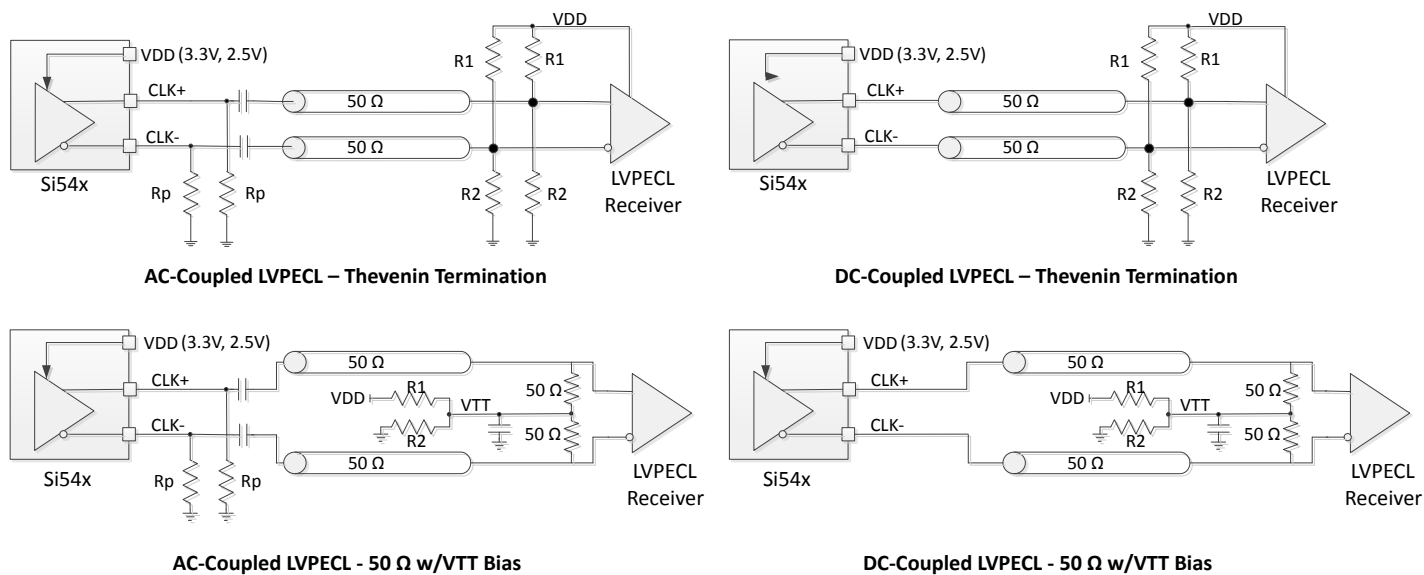 VDD
VDD (3.3V, 2.5V)
R1
R1
CLK+
50 Ω
CLK-
50 Ω
Si54x
Rp
Rp
R2
R2
LVPECL
Receiver
AC-Coupled LVPECL – Thevenin Termination
VDD
VDD (3.3V, 2.5V)
R1
R1
CLK+
50 Ω
CLK-
50 Ω
Si54x
R2
R2
LVPECL
Receiver
DC-Coupled LVPECL – Thevenin Termination
VDD (3.3V, 2.5V)
50 Ω
CLK+
R1
50 Ω
VDD
VTT
CLK-
R2
50 Ω
50 Ω
Si54x
Rp
Rp
LVPECL
Receiver
AC-Coupled LVPECL - 50 Ω w/VTT Bias
VDD (3.3V, 2.5V)
50 Ω
CLK+
R1
50 Ω
VDD
VTT
CLK-
R2
50 Ω
50 Ω
Si54x
LVPECL
Receiver
DC-Coupled LVPECL - 50 Ω w/VTT Bias